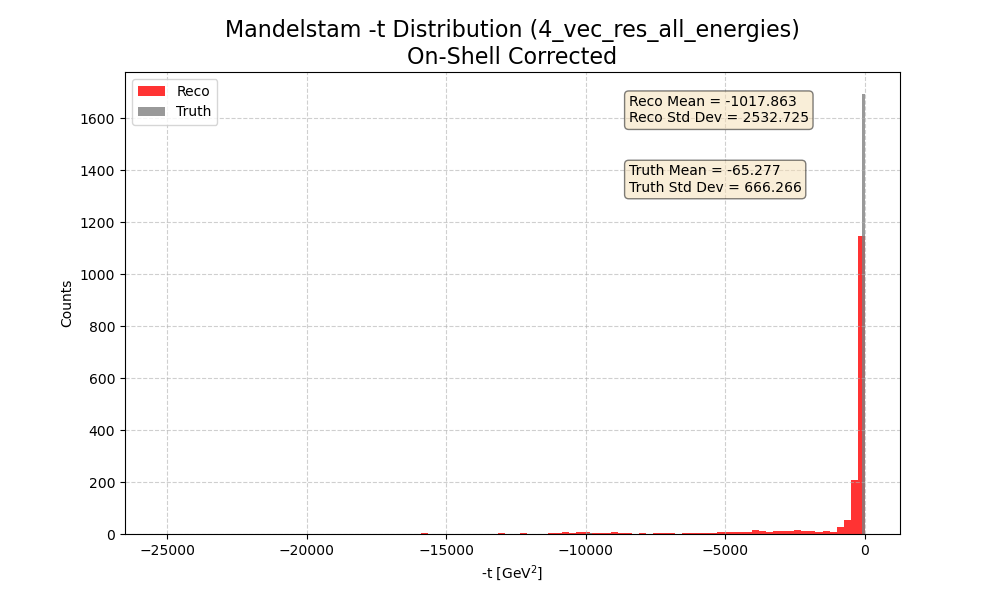 Mandelstam -t Distribution (4_vec_res_all_energies)
On-Shell Corrected
Reco
Truth
Reco Mean = -1017.863
Reco Std Dev = 2532.725
Truth Mean = -65.277
Truth Std Dev = 666.266
Counts
1600
1400
1200
1000
800
600
400
200
0
−25000
−20000
−15000
−10000
−5000
0
-t [GeV²]